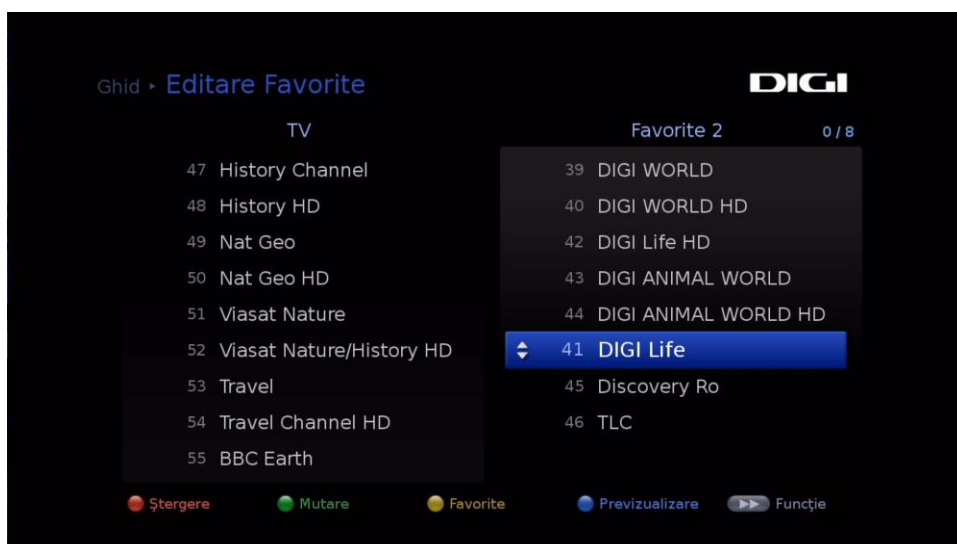 Ghid ▸ Editare Favorite
DIGI
TV
47 History Channel
48 History HD
49 Nat Geo
50 Nat Geo HD
51 Viasat Nature
52 Viasat Nature/History HD
53 Travel
54 Travel Channel HD
55 BBC Earth
Favorite 2 0/8
39 DIGI WORLD
40 DIGI WORLD HD
42 DIGI Life HD
43 DIGI ANIMAL WORLD
44 DIGI ANIMAL WORLD HD
41 DIGI Life
45 Discovery Ro
46 TLC
Ștergere Mutare Favorite Previzualizare Funcție